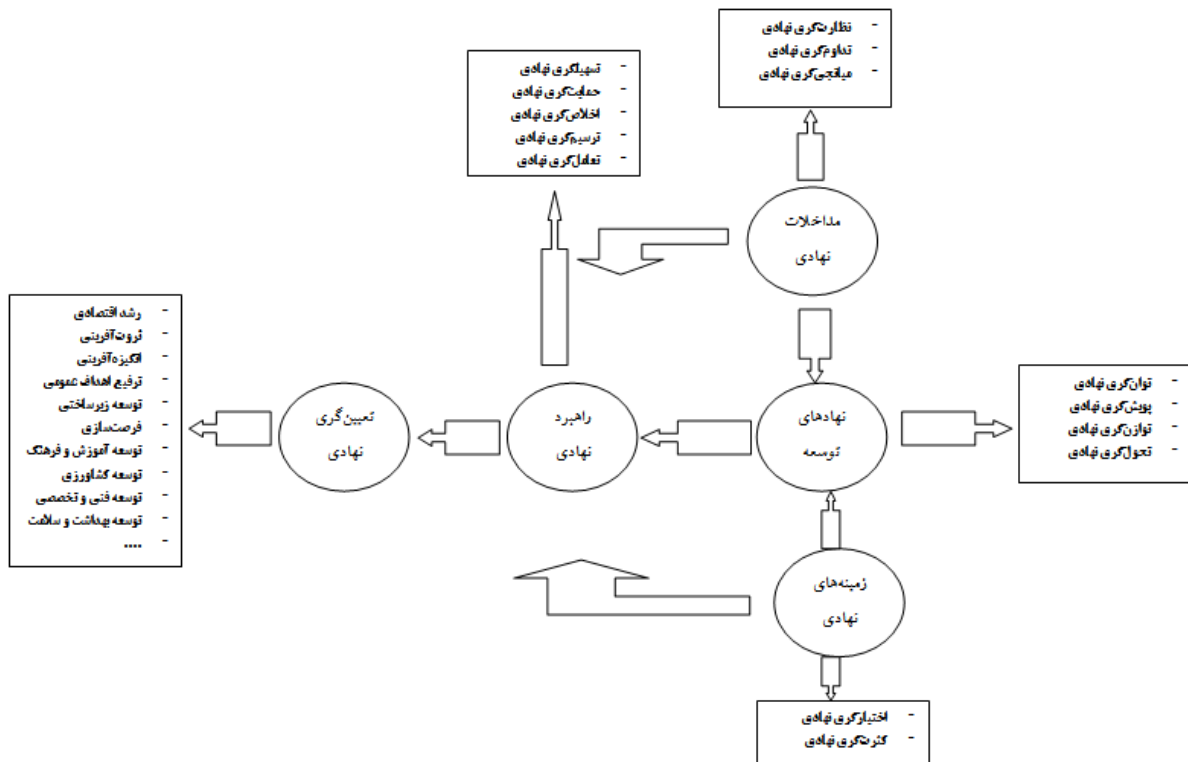 - نظارت‌گری نهادی
- تداوم‌گری نهادی
- میانجی‌گری نهادی
- تسهیلگری نهادی
- حمایت‌گری نهادی
- اخلاص‌گری نهادی
- ترسیم‌گری نهادی
- تعامل‌گری نهادی
مداخلات
نهادی
- توان‌گری نهادی
- پویش‌گری نهادی
- توازن‌گری نهادی
- تحول‌گری نهادی
نهادهای
توسعه
راهبرد
نهادی
تعیین‌گری
نهادی
- رشد اقتصادی
- ثروت‌آفرینی
- انگیزه‌آفرینی
- ترفیع اهداف عمومی
- توسعه زیرساختی
- فرصت‌سازی
- توسعه آموزش و فرهنگ
- توسعه کشاورزی
- توسعه فنی و تخصصی
- توسعه بهداشت و سلامت
- ....
زمینه‌های
نهادی
- اختیارگری نهادی
- کثرت‌گری نهادی